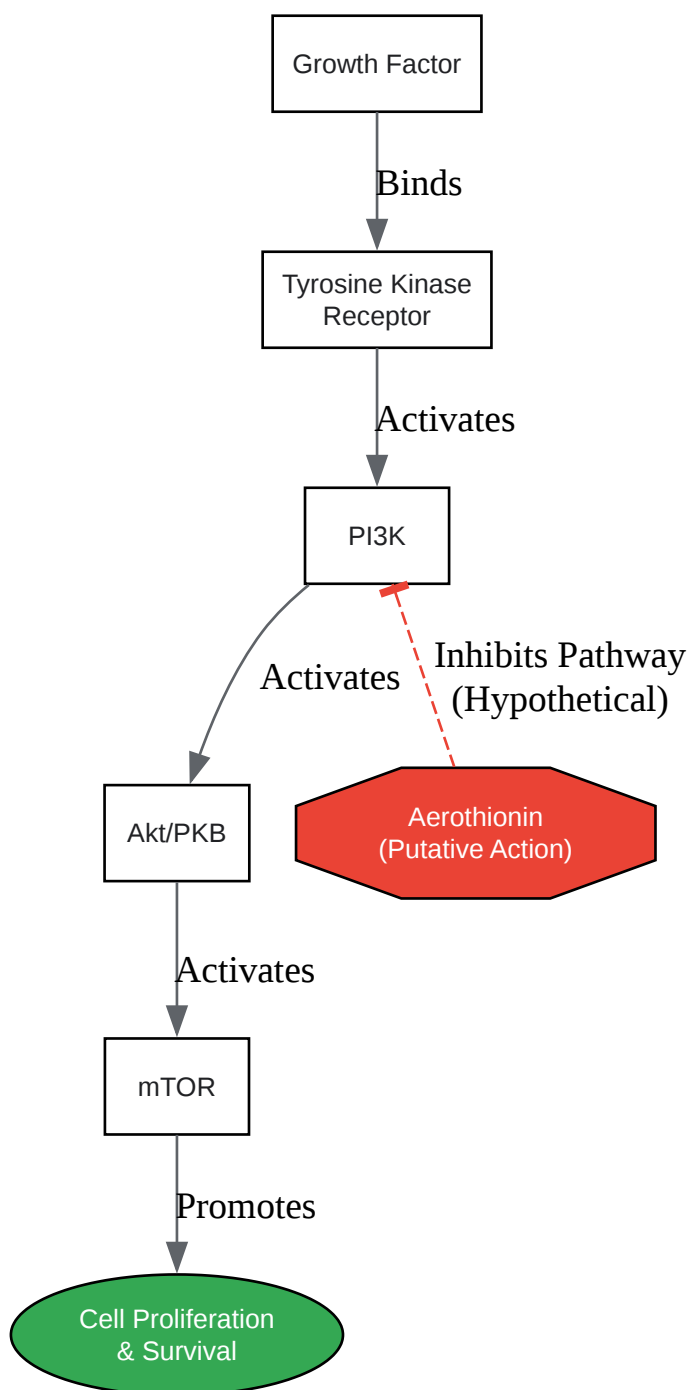 Growth Factor
Binds
Tyrosine Kinase
Receptor
Activates
PI3K
Activates
Inhibits Pathway
(Hypothetical)
Akt/PKB
Aerothionin
(Putative Action)
Activates
mTOR
Promotes
Cell Proliferation
& Survival